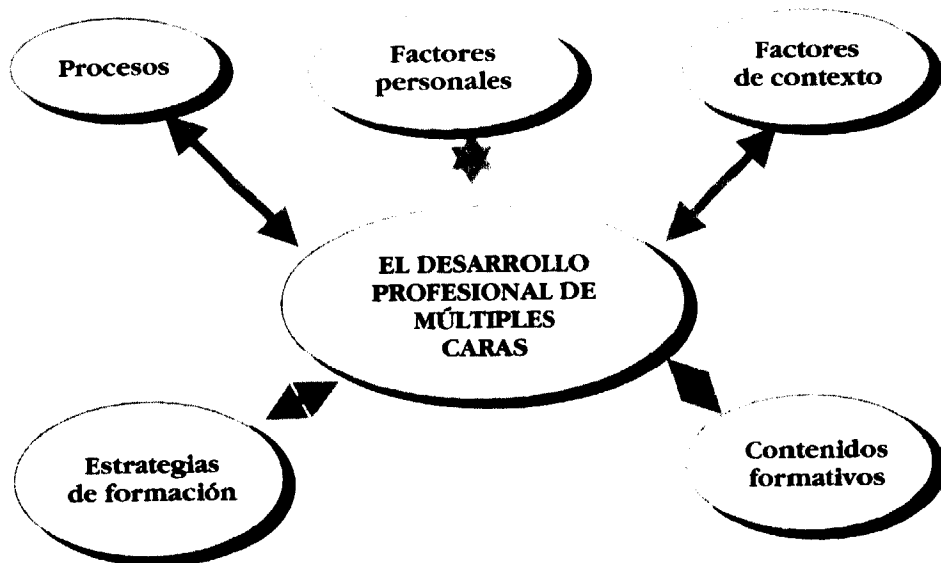 Procesos
Factores
personales
Factores
de contexto
EL DESARROLLO
PROFESIONAL DE
MÚLTIPLES
CARAS
Estrategias
de formación
Contenidos
formativos